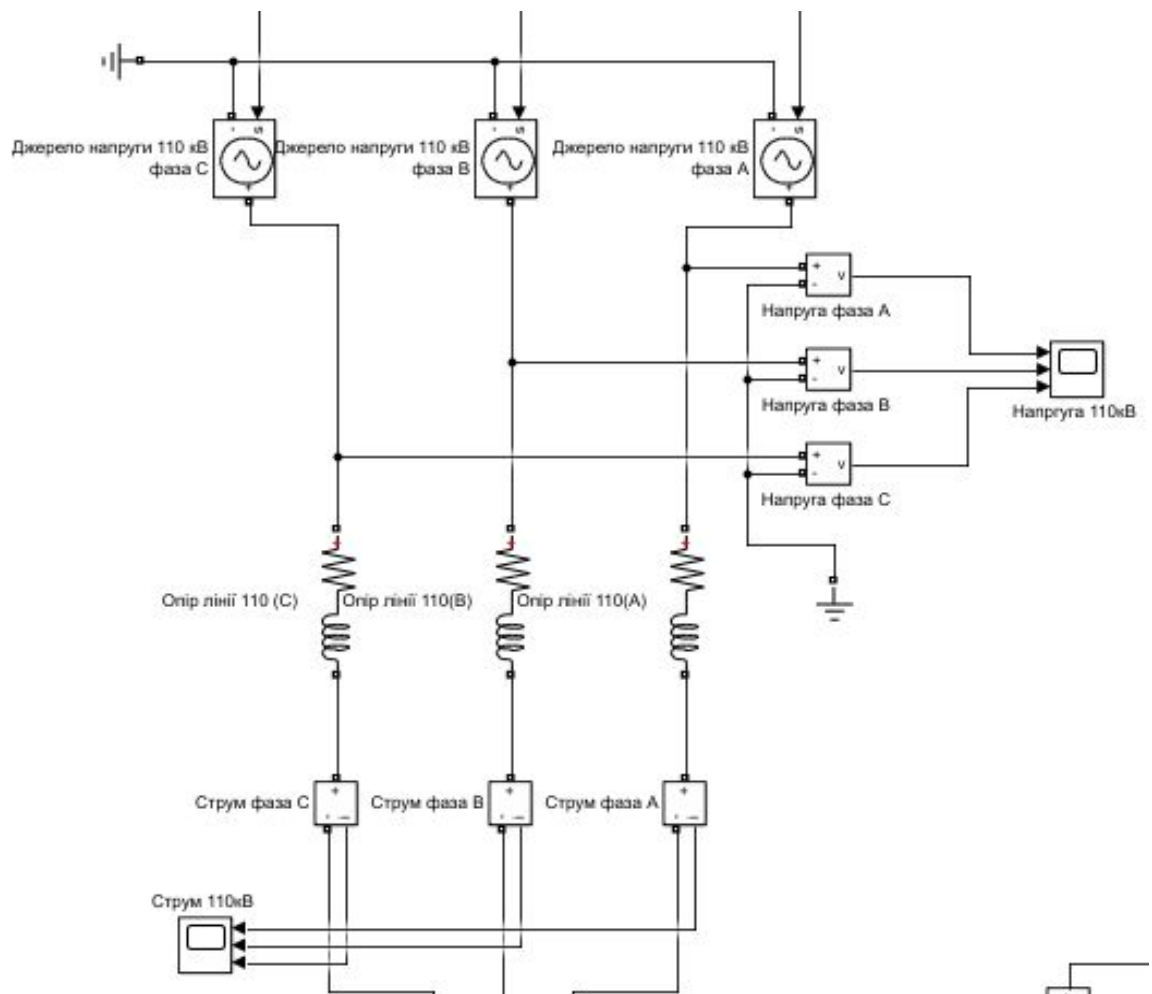 Джерело напруги 110 кВ
фаза C
Джерело напруги 110 кВ
фаза B
Джерело напруги 110 кВ
фаза A
Напруга фаза A
Напруга фаза B
Напргуга 110кВ
Напруга фаза C
Опір лінії 110 (C)
Опір лінії 110(B)
Опір лінії 110(A)
Струм фаза C
Струм фаза B
Струм фаза A
Струм 110кВ